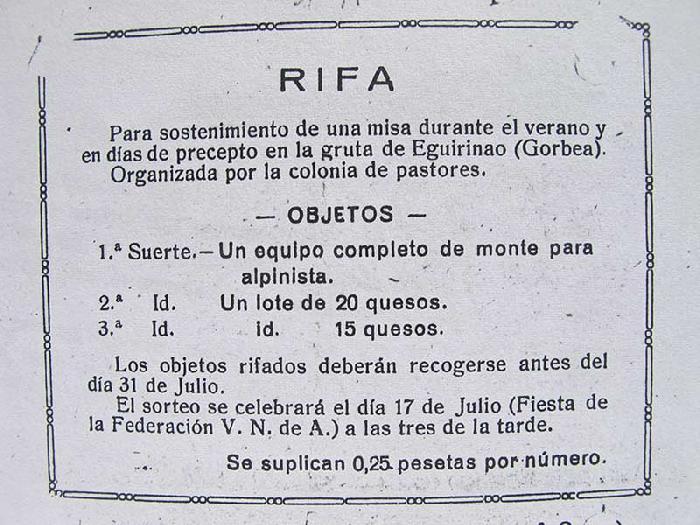 RIFA
Para sostenimiento de una misa durante el verano y
en días de precepto en la gruta de Eguirinao (Gorbea).
Organizada por la colonia de pastores.
— OBJETOS —
1.ª Suerte.—Un equipo completo de monte para
alpinista.
2.ª Id. Un lote de 20 quesos.
3.ª Id. id. 15 quesos.
Los objetos rifados deberán recogerse antes del
día 31 de Julio.
El sorteo se celebrará el día 17 de Julio (Fiesta de
la Federación V. N. de A.) a las tres de la tarde.
Se suplican 0,25 pesetas por número.